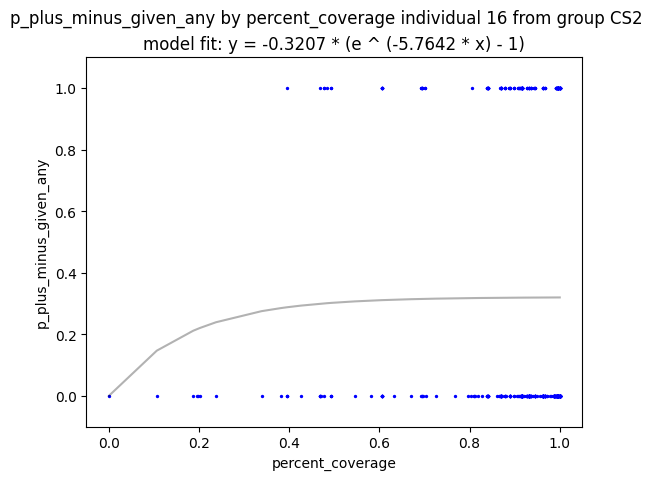 p_plus_minus_given_any by percent_coverage individual 16 from group CS2
model fit: y = -0.3207 * (e ^ (-5.7642 * x) - 1)
1.0
0.8
0.6
0.4
0.2
0.0
p_plus_minus_given_any
0.0 0.2 0.4 0.6 0.8 1.0
percent_coverage